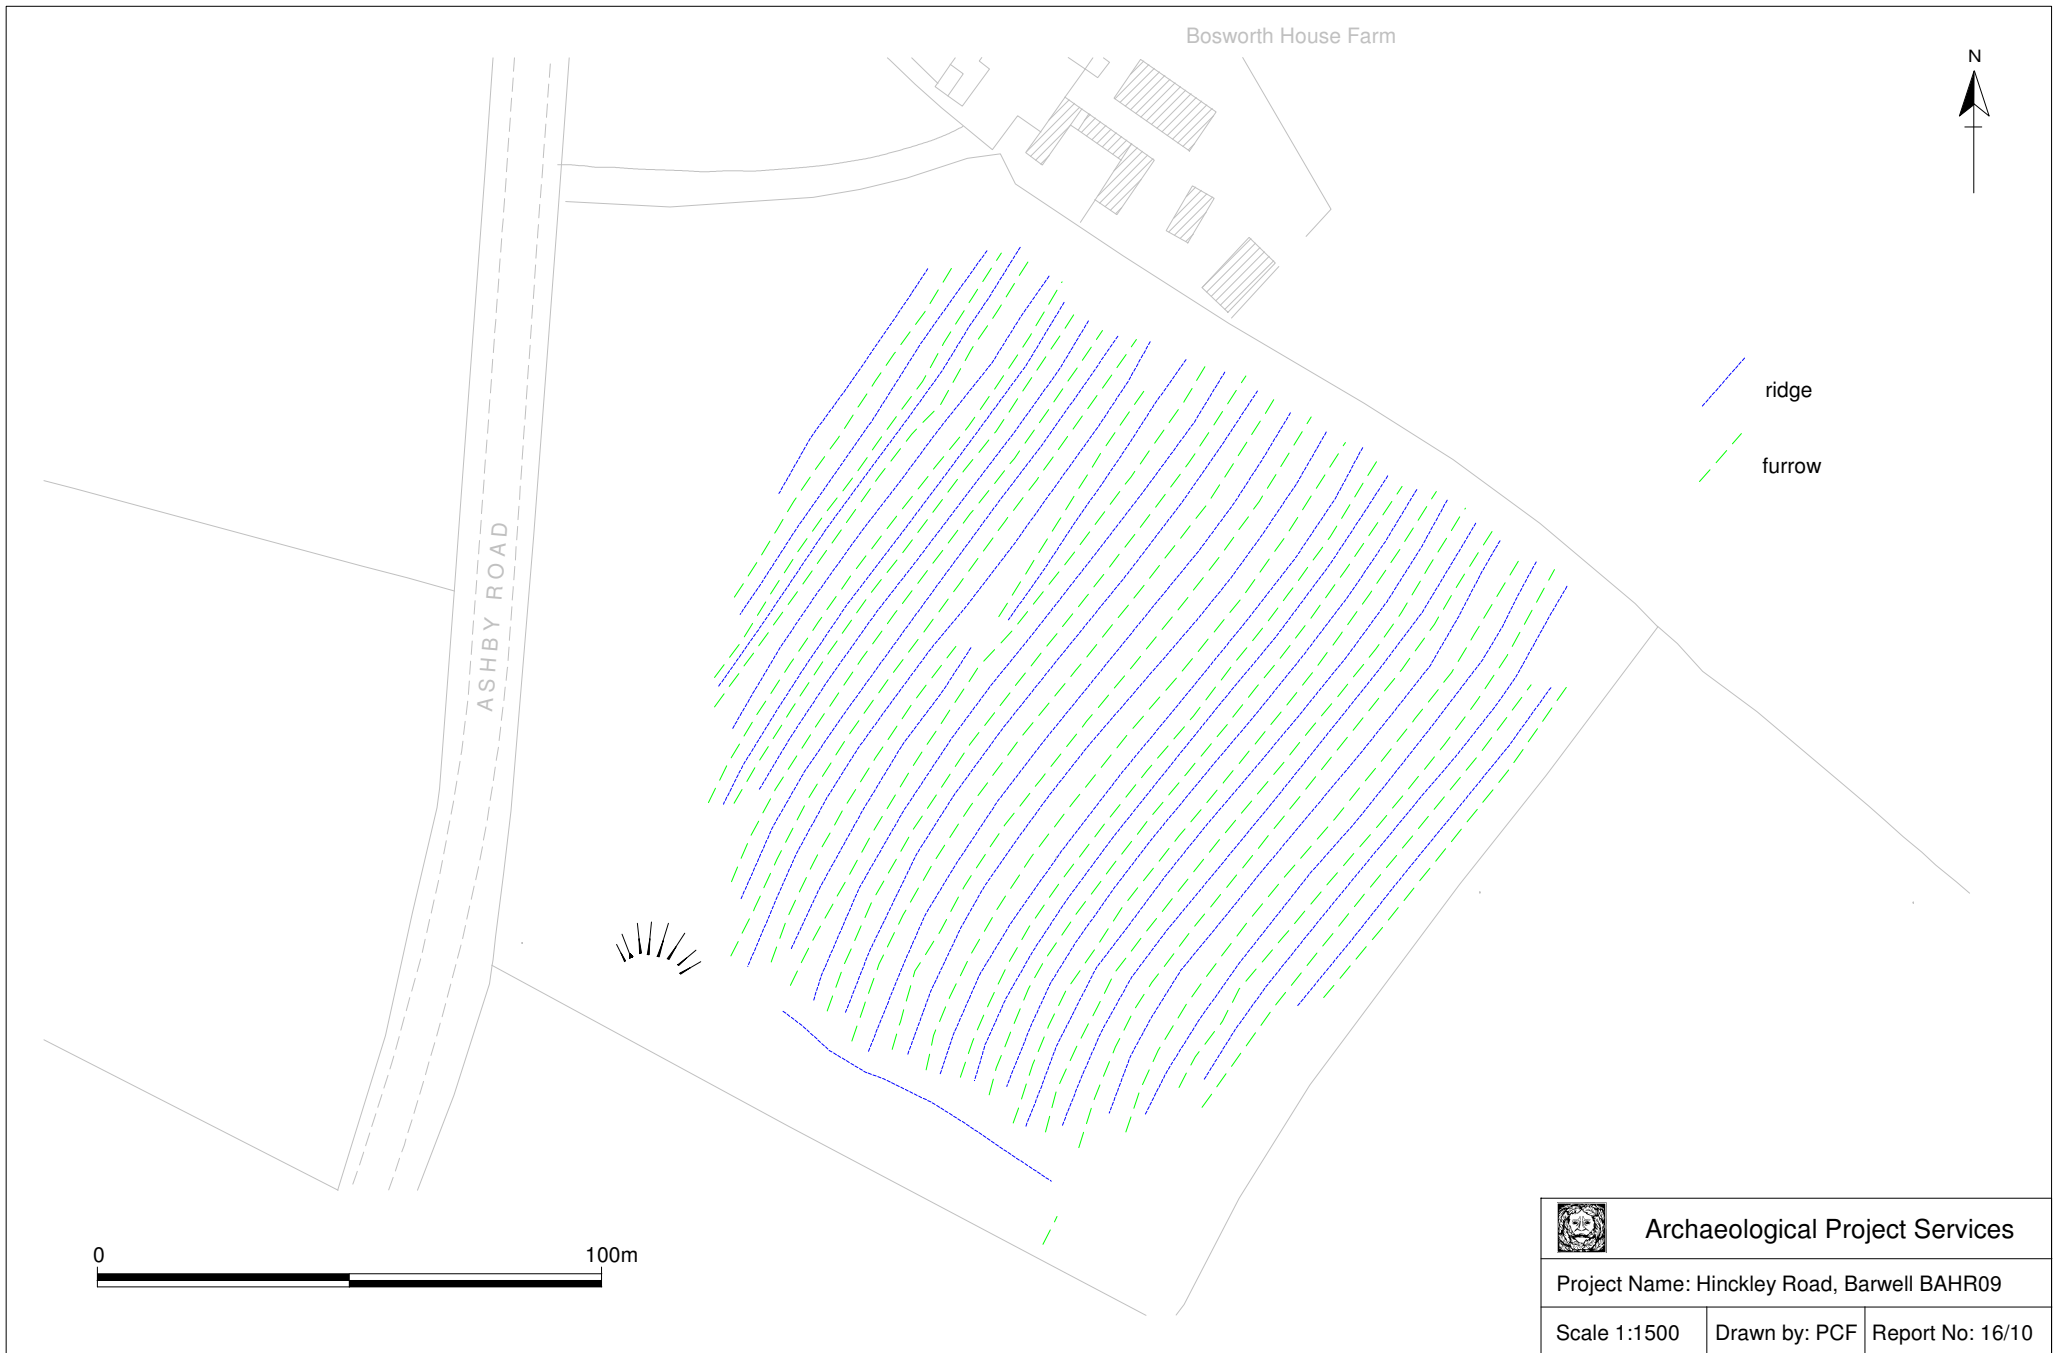 Bosworth House Farm
N
ridge
furrow
ASHBY ROAD
0 100m
Archaeological Project Services
Project Name: Hinckley Road, Barwell BAHR09
Scale 1:1500 Drawn by: PCF Report No: 16/10